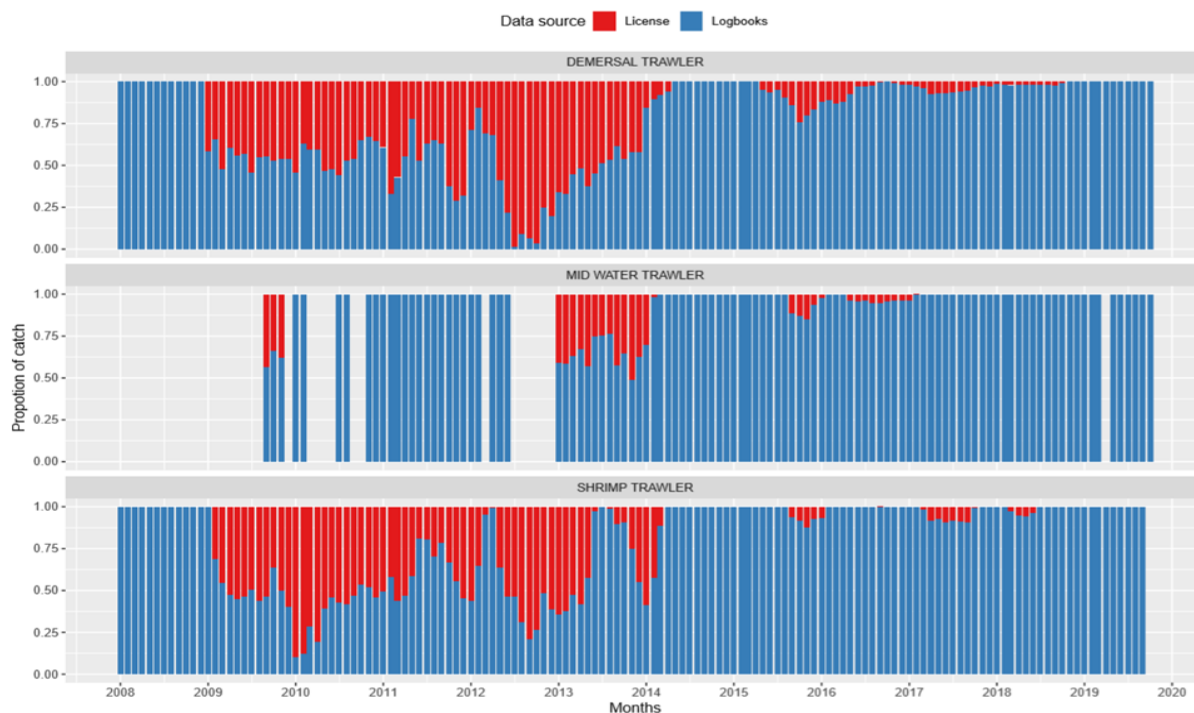 Data source License Logbooks
DEMERSAL TRAWLER
1.00
0.75
0.50
0.25
0.00
MID WATER TRAWLER
1.00
0.75
0.50
0.25
0.00
Propotion of catch
SHRIMP TRAWLER
1.00
0.75
0.50
0.25
0.00
2008 2009 2010 2011 2012 2013 2014 2015 2016 2017 2018 2019 2020
Months